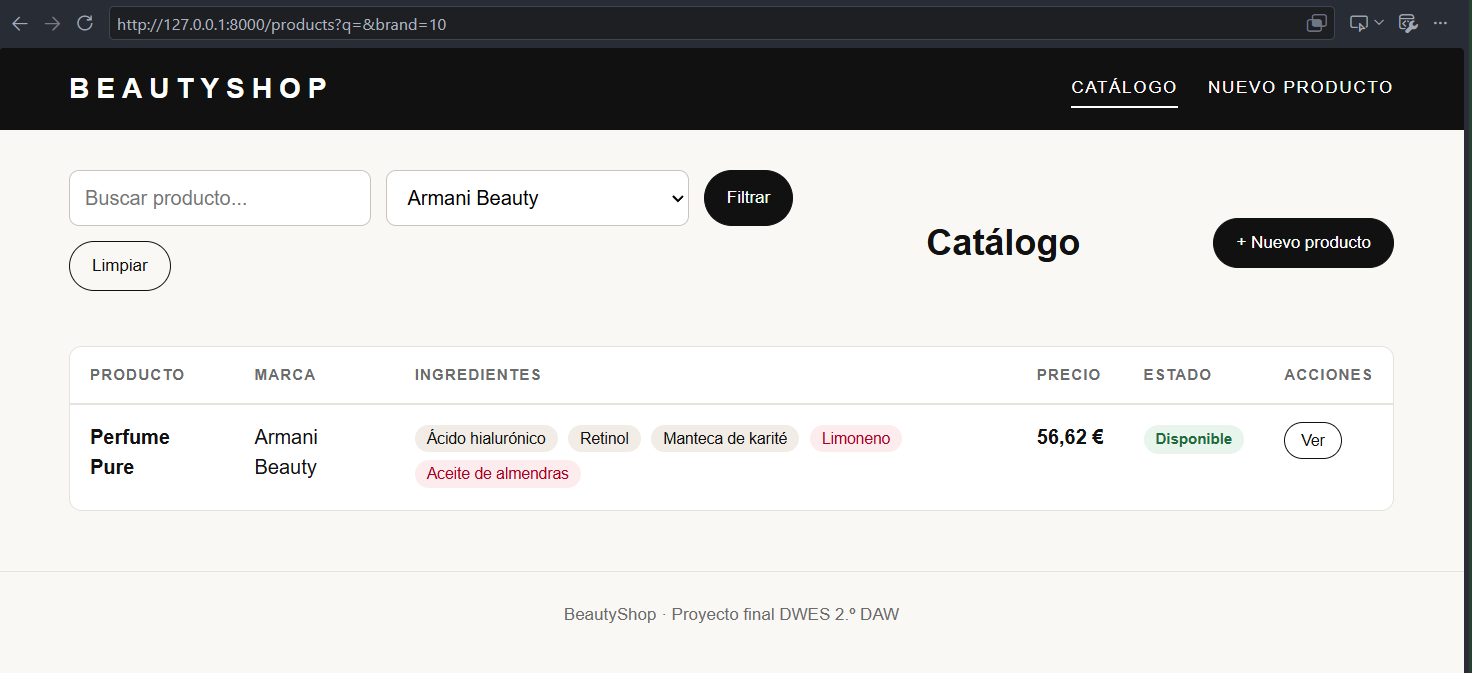 http://127.0.0.1:8000/products?q=&brand=10
BEAUTYSHOP
CATÁLOGO
NUEVO PRODUCTO
Buscar producto...
Armani Beauty
Filtrar
Limpiar
Catálogo
+ Nuevo producto
PRODUCTO MARCA INGREDIENTES PRECIO ESTADO ACCIONES
Perfume
Pure
Armani
Beauty
Ácido hialurónico Retinol Manteca de karité Limoneno
Aceite de almendras
56,62 €
Disponible
Ver
BeautyShop · Proyecto final DWES 2.º DAW